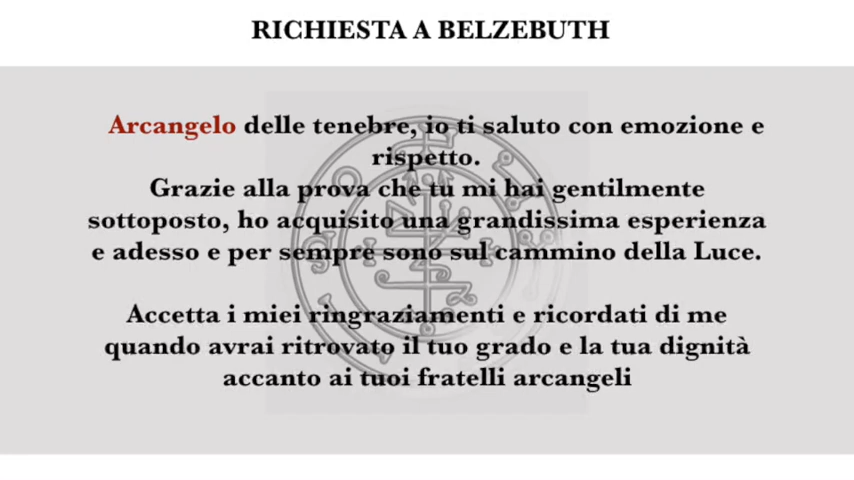 RICHIESTA A BELZEBUTH
Arcangelo delle tenebre, io ti saluto con emozione e
rispetto.
Grazie alla prova che tu mi hai gentilmente
sottoposto, ho acquisito una grandissima esperienza
e adesso e per sempre sono sul cammino della Luce.
Accetta i miei ringraziamenti e ricordati di me
quando avrai ritrovato il tuo grado e la tua dignità
accanto ai tuoi fratelli arcangeli